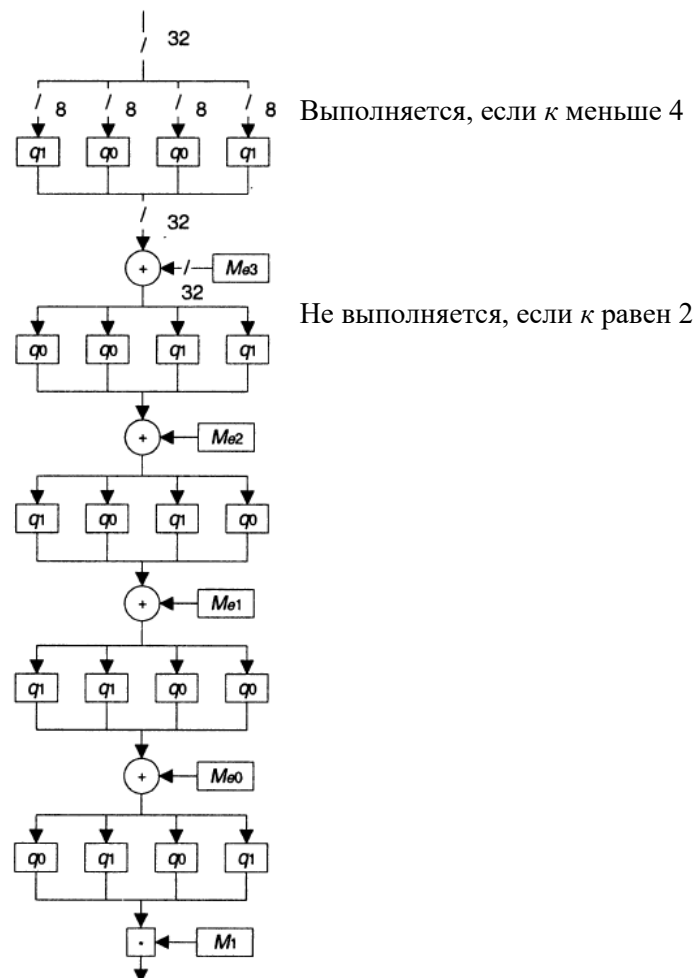 32
8 8 8 8
Выполняется, если к меньше 4
q1 q0 q0 q1
32
+ Me3
32
Не выполняется, если к равен 2
q0 q0 q1 q1
+ Me2
q1 q0 q1 q0
+ Me1
q1 q1 q0 q0
+ Me0
q0 q1 q0 q1
M1